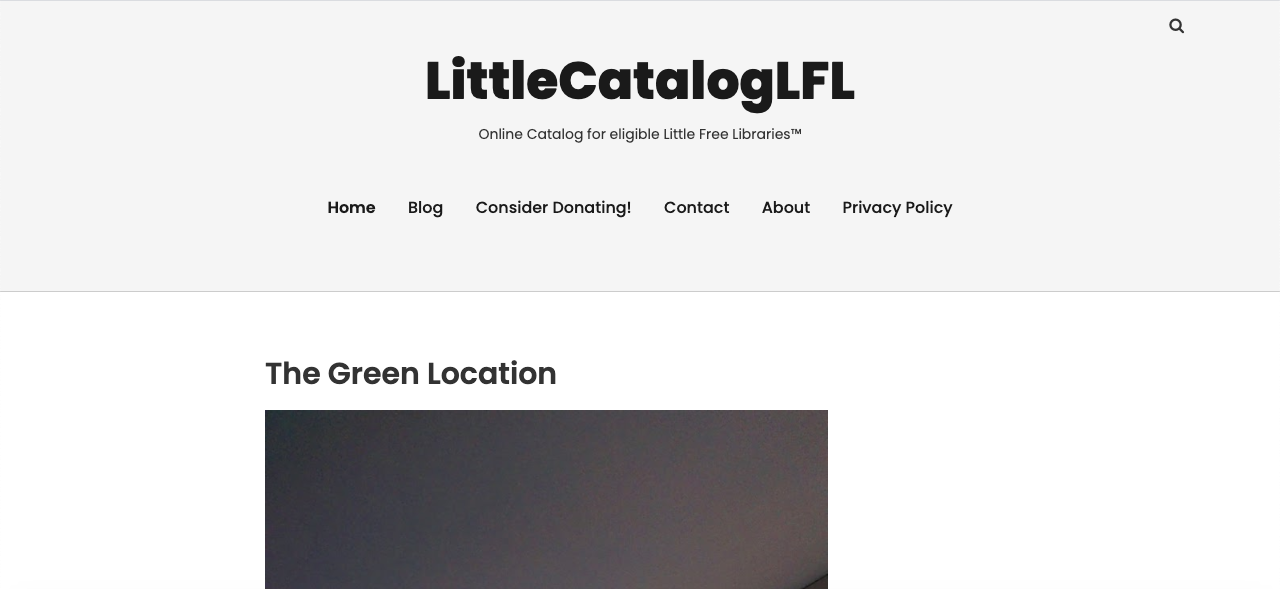 LittleCatalogLFL
Online Catalog for eligible Little Free Libraries™
Home Blog Consider Donating! Contact About Privacy Policy
The Green Location